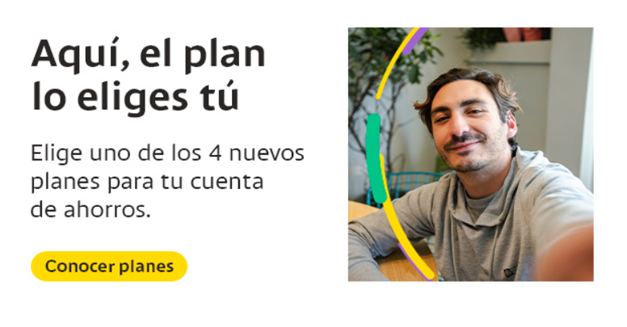 Aquí, el plan
lo eliges tú
Elige uno de los 4 nuevos
planes para tu cuenta
de ahorros.
Conocer planes